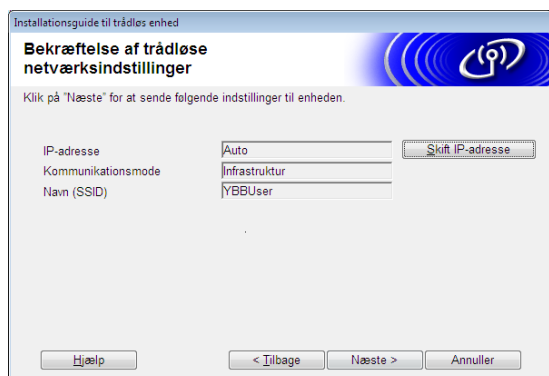 Installationsguide til trådløs enhed
Bekræftelse af trådløse
netværksindstillinger
Klik på "Næste" for at sende følgende indstillinger til enheden.
IP-adresse Auto Skift IP-adresse
Kommunikationsmode Infrastruktur
Navn (SSID) YBBUser
Hjælp < Tilbage Næste > Annuller